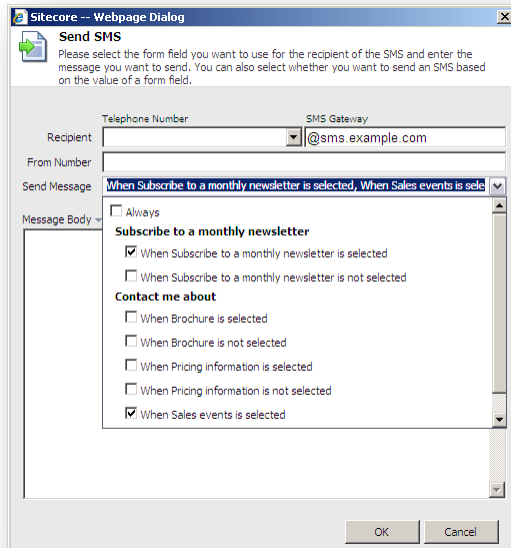 Sitecore -- Webpage Dialog
Send SMS
Please select the form field you want to use for the recipient of the SMS and enter the
message you want to send. You can also select whether you want to send an SMS based
on the value of a form field.
Telephone Number SMS Gateway
Recipient @sms.example.com
From Number
Send Message When Subscribe to a monthly newsletter is selected, When Sales events is sele
Message Body
Always
Subscribe to a monthly newsletter
When Subscribe to a monthly newsletter is selected
When Subscribe to a monthly newsletter is not selected
Contact me about
When Brochure is selected
When Brochure is not selected
When Pricing information is selected
When Pricing information is not selected
When Sales events is selected
OK Cancel